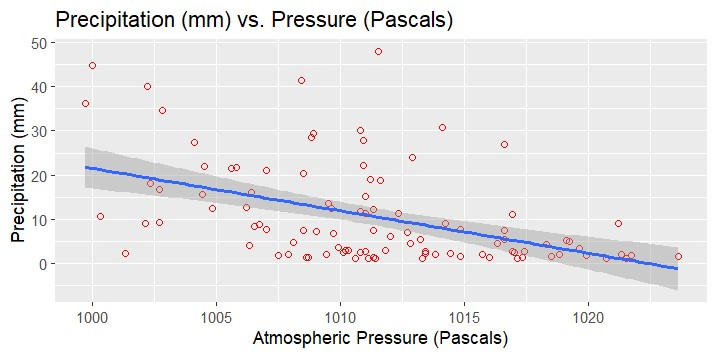 Precipitation (mm) vs. Pressure (Pascals)
50
40
30
20
10
0
Precipitation (mm)
1000 1005 1010 1015 1020
Atmospheric Pressure (Pascals)